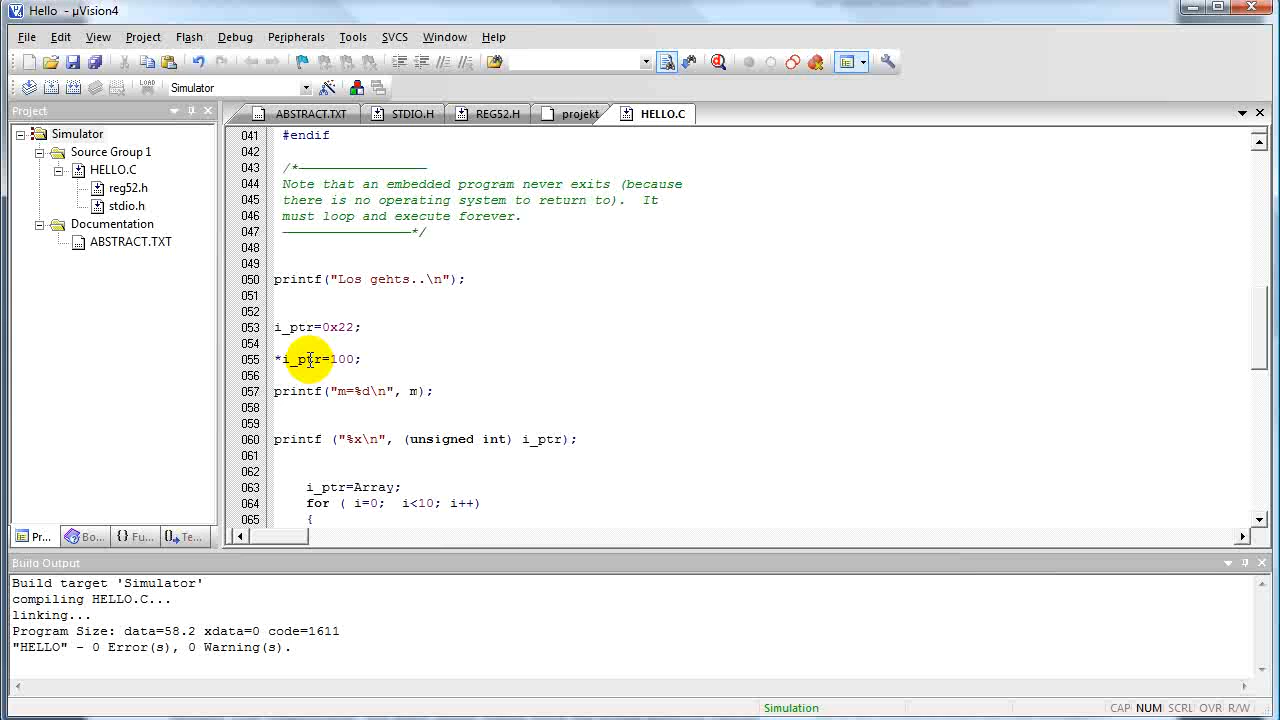 Hello - µVision4
File Edit View Project Flash Debug Peripherals Tools SVCS Window Help
LOAD Simulator
Project
Simulator
Source Group 1
HELLO.C
reg52.h
stdio.h
Documentation
ABSTRACT.TXT
Pr... Bo... {} Fu... Te...
ABSTRACT.TXT STDIO.H REG52.H projekt HELLO.C
041 #endif
042
043 /*————————————————
044 Note that an embedded program never exits (because
045 there is no operating system to return to).  It
046 must loop and execute forever.
047 ————————————————*/
048
049
050 printf("Los gehts..\n");
051
052
053 i_ptr=0x22;
054
055 *i_ptr=100;
056
057 printf("m=%d\n", m);
058
059
060 printf ("%x\n", (unsigned int) i_ptr);
061
062
063 i_ptr=Array;
064 for ( i=0;  i<10; i++)
065 {
Build Output
Build target 'Simulator'
compiling HELLO.C...
linking...
Program Size: data=58.2 xdata=0 code=1611
"HELLO" - 0 Error(s), 0 Warning(s).
Simulation CAP NUM SCRL OVR R/W